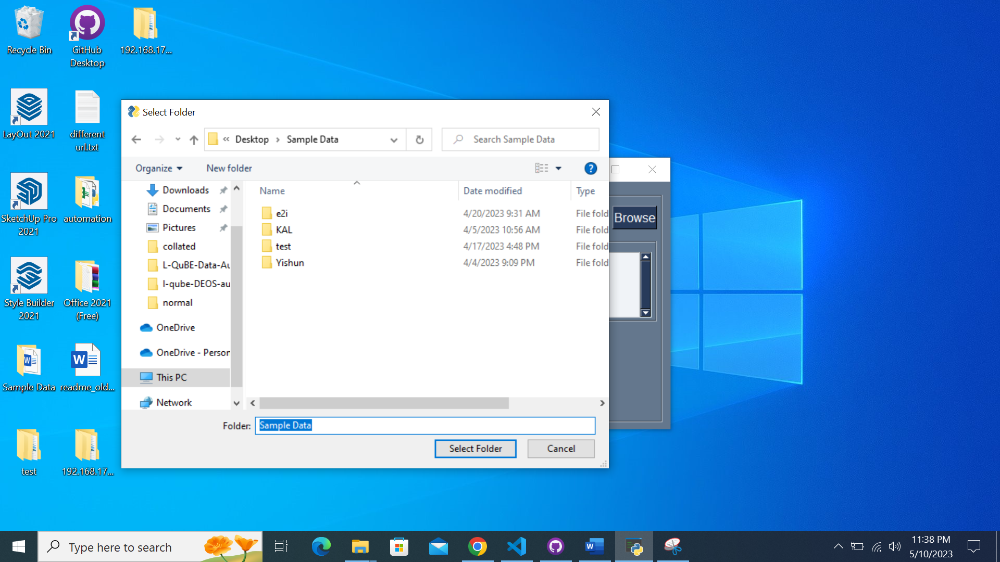 Recycle Bin
GitHub
Desktop
192.168.17...
LayOut 2021
different
url.txt
SketchUp Pro
2021
automation
Style Builder
2021
Office 2021
(Free)
Sample Data
readme_old...
test
192.168.17...
Select Folder
« Desktop › Sample Data
Search Sample Data
Organize
New folder
?
Downloads
Documents
Pictures
collated
L-QuBE-Data-Au
l-qube-DEOS-au
normal
OneDrive
OneDrive - Person
This PC
Network
Name Date modified Type
e2i 4/20/2023 9:31 AM File fold
KAL 4/5/2023 10:56 AM File fold
test 4/17/2023 4:48 PM File fold
Yishun 4/4/2023 9:09 PM File fold
Folder: Sample Data
Select Folder
Cancel
Browse
Type here to search
11:38 PM
5/10/2023